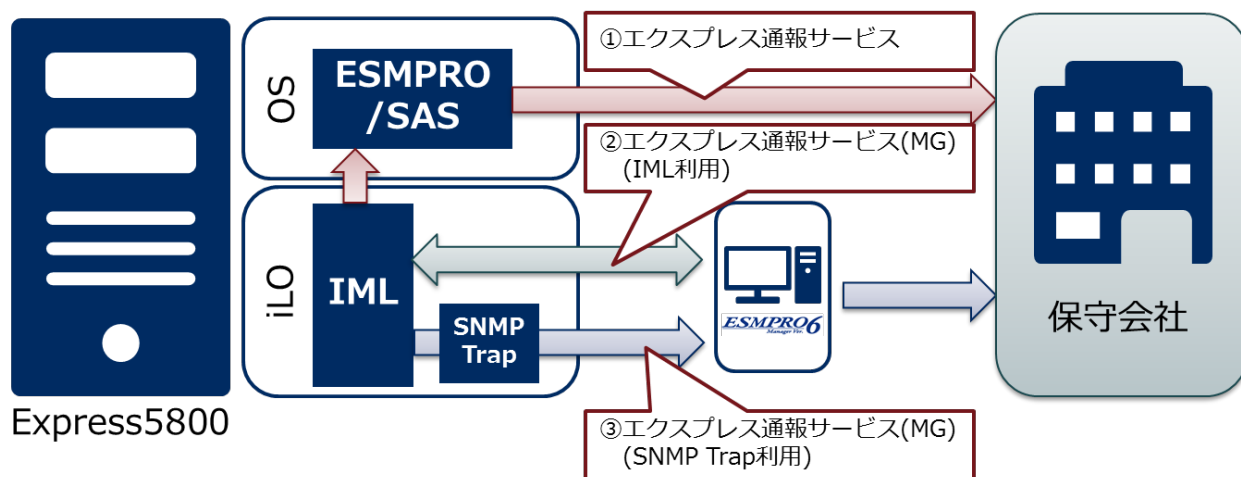 ①エクスプレス通報サービス
OS
ESMPRO
/SAS
②エクスプレス通報サービス(MG)
(IML利用)
iLO
IML
SNMP
Trap
ESMPRO6
Manager Ver.
保守会社
Express5800
③エクスプレス通報サービス(MG)
(SNMP Trap利用)